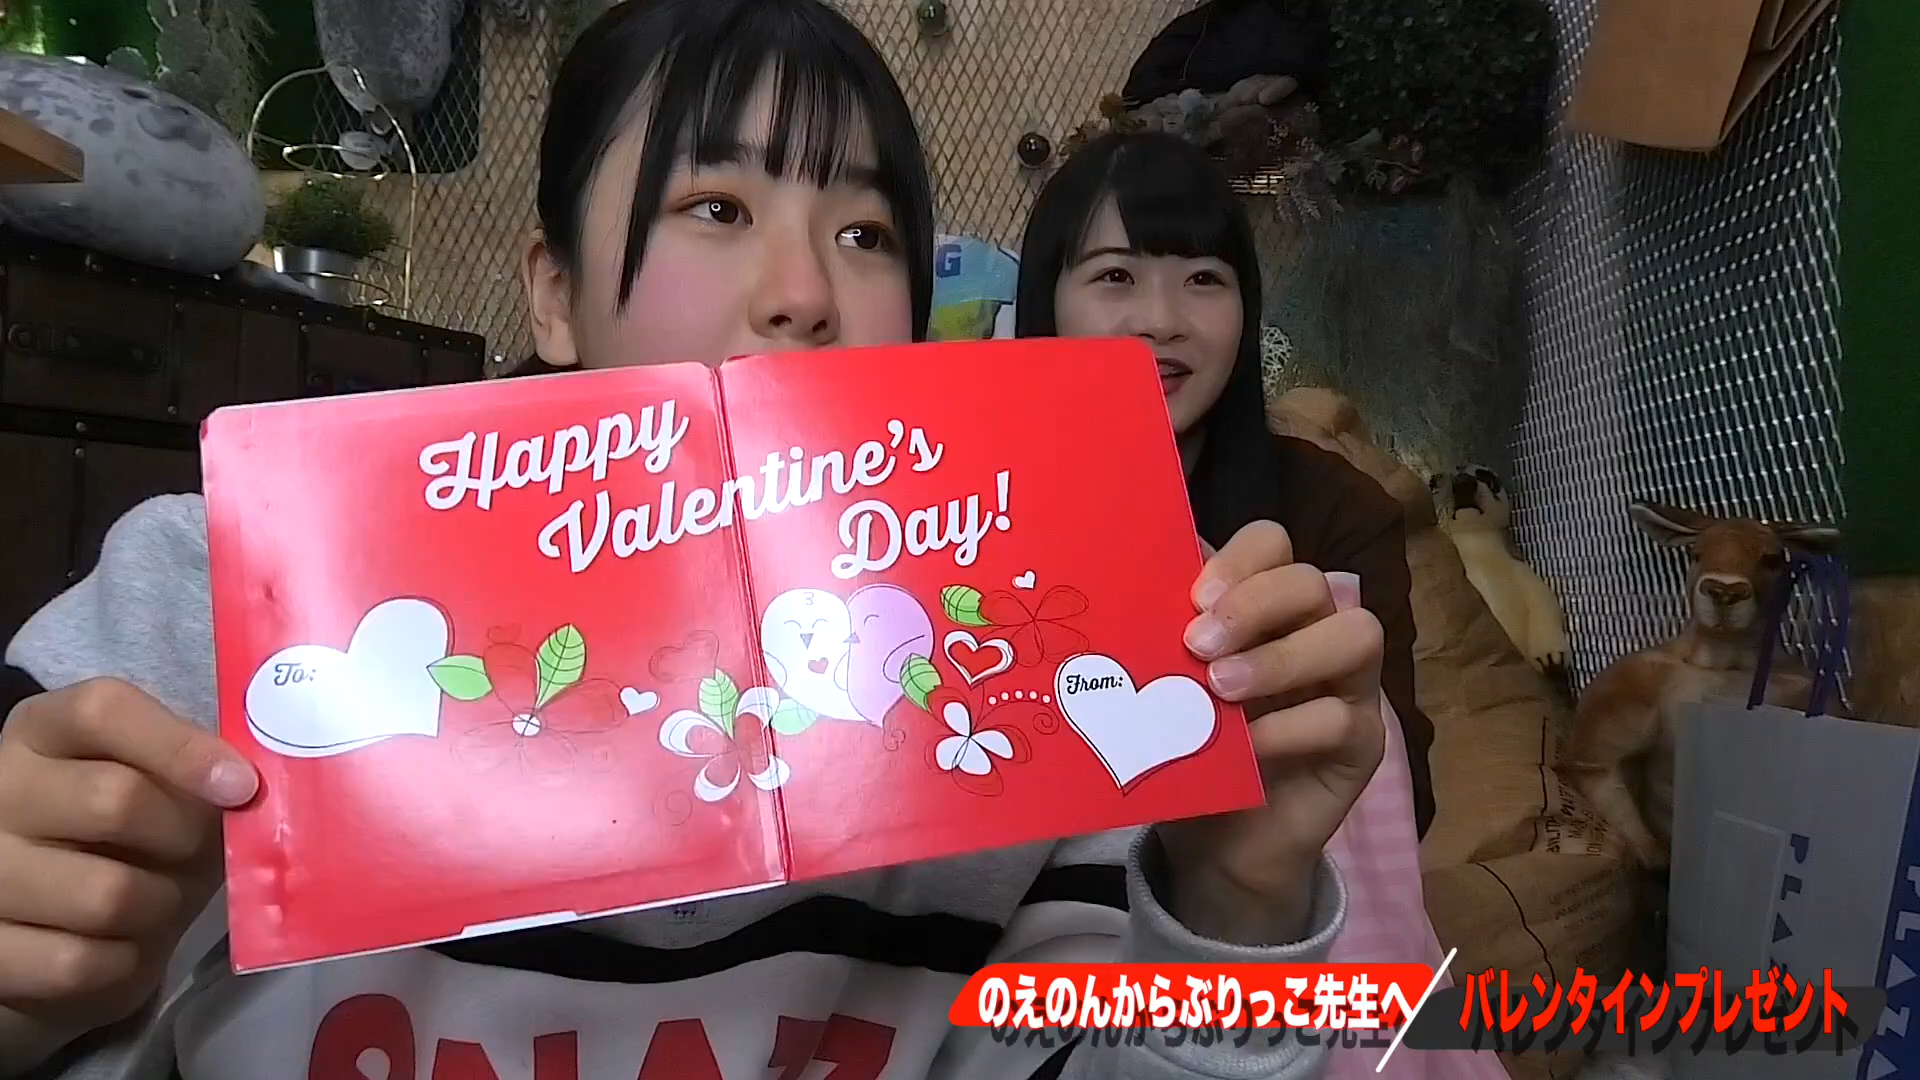 G
Happy
Valentine's
Day!
To:
From:
PLAZA
のえのんからぶりっこ先生へ
バレンタインプレゼント